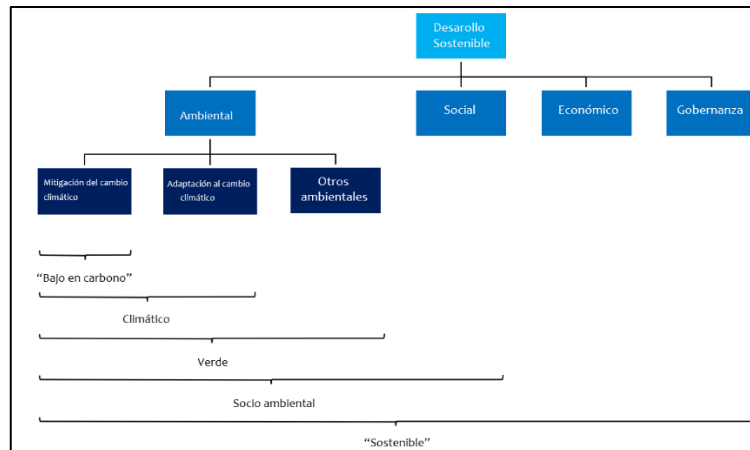 Desarollo
Sostenible
Ambiental
Social
Económico
Gobernanza
Mitigación del cambio
climático
Adaptación al cambio
climático
Otros
ambientales
“Bajo en carbono”
Climático
Verde
Socio ambiental
“Sostenible”